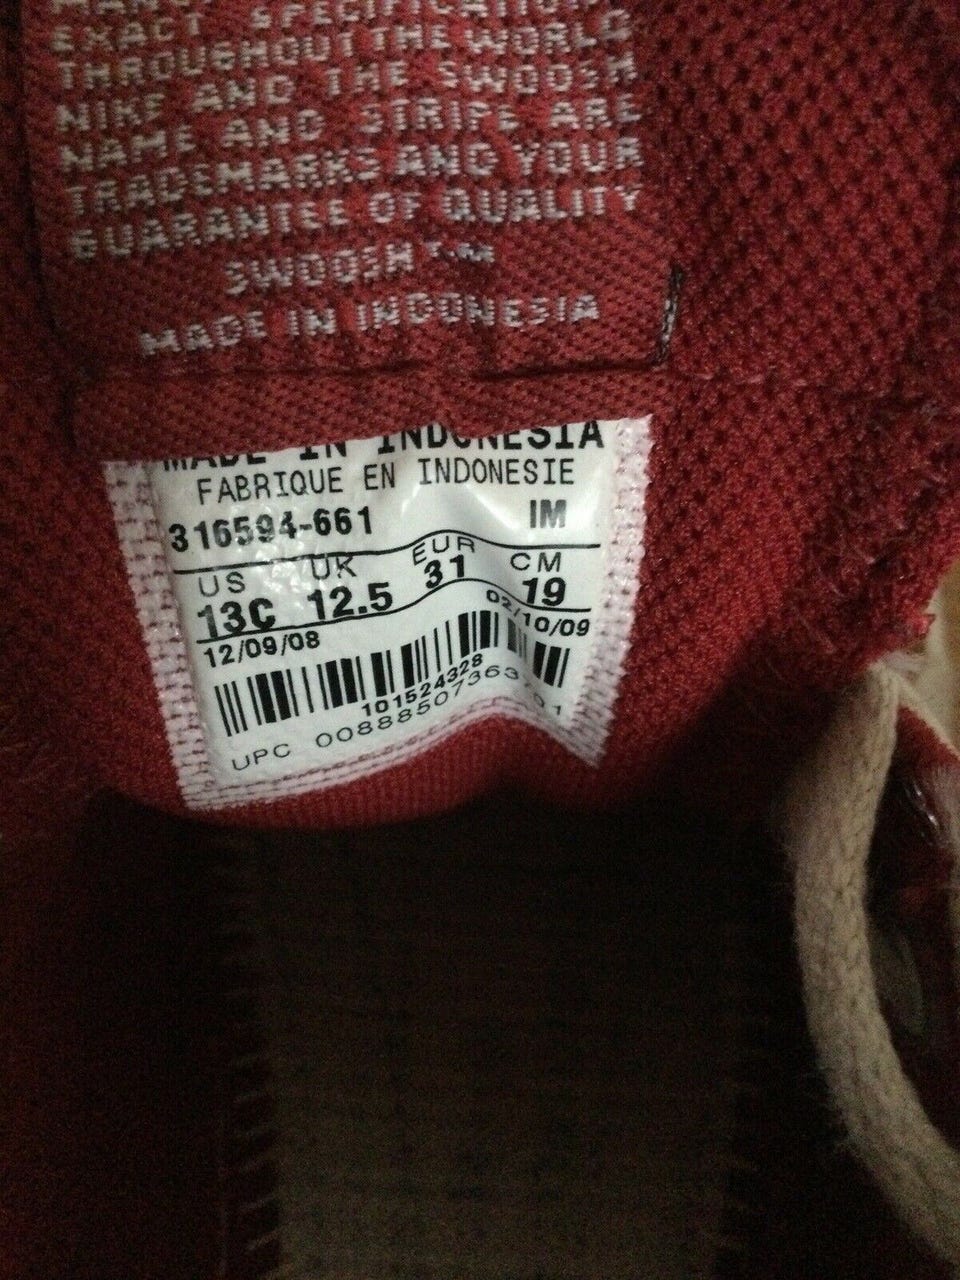 EXACT SPECIFICATION
THROUGHOUT THE WORLD
NIKE AND THE SWOOSH
NAME AND STRIPE ARE
TRADEMARKS AND YOUR
GUARANTEE OF QUALITY
SWOOSH
MADE IN INDONESIA
MADE IN INDONESIA
FABRIQUE EN INDONESIE
316594-661 IM
US UK EUR CM
13C 12.5 31 19
12/09/08 02/10/09
101524328
UPC